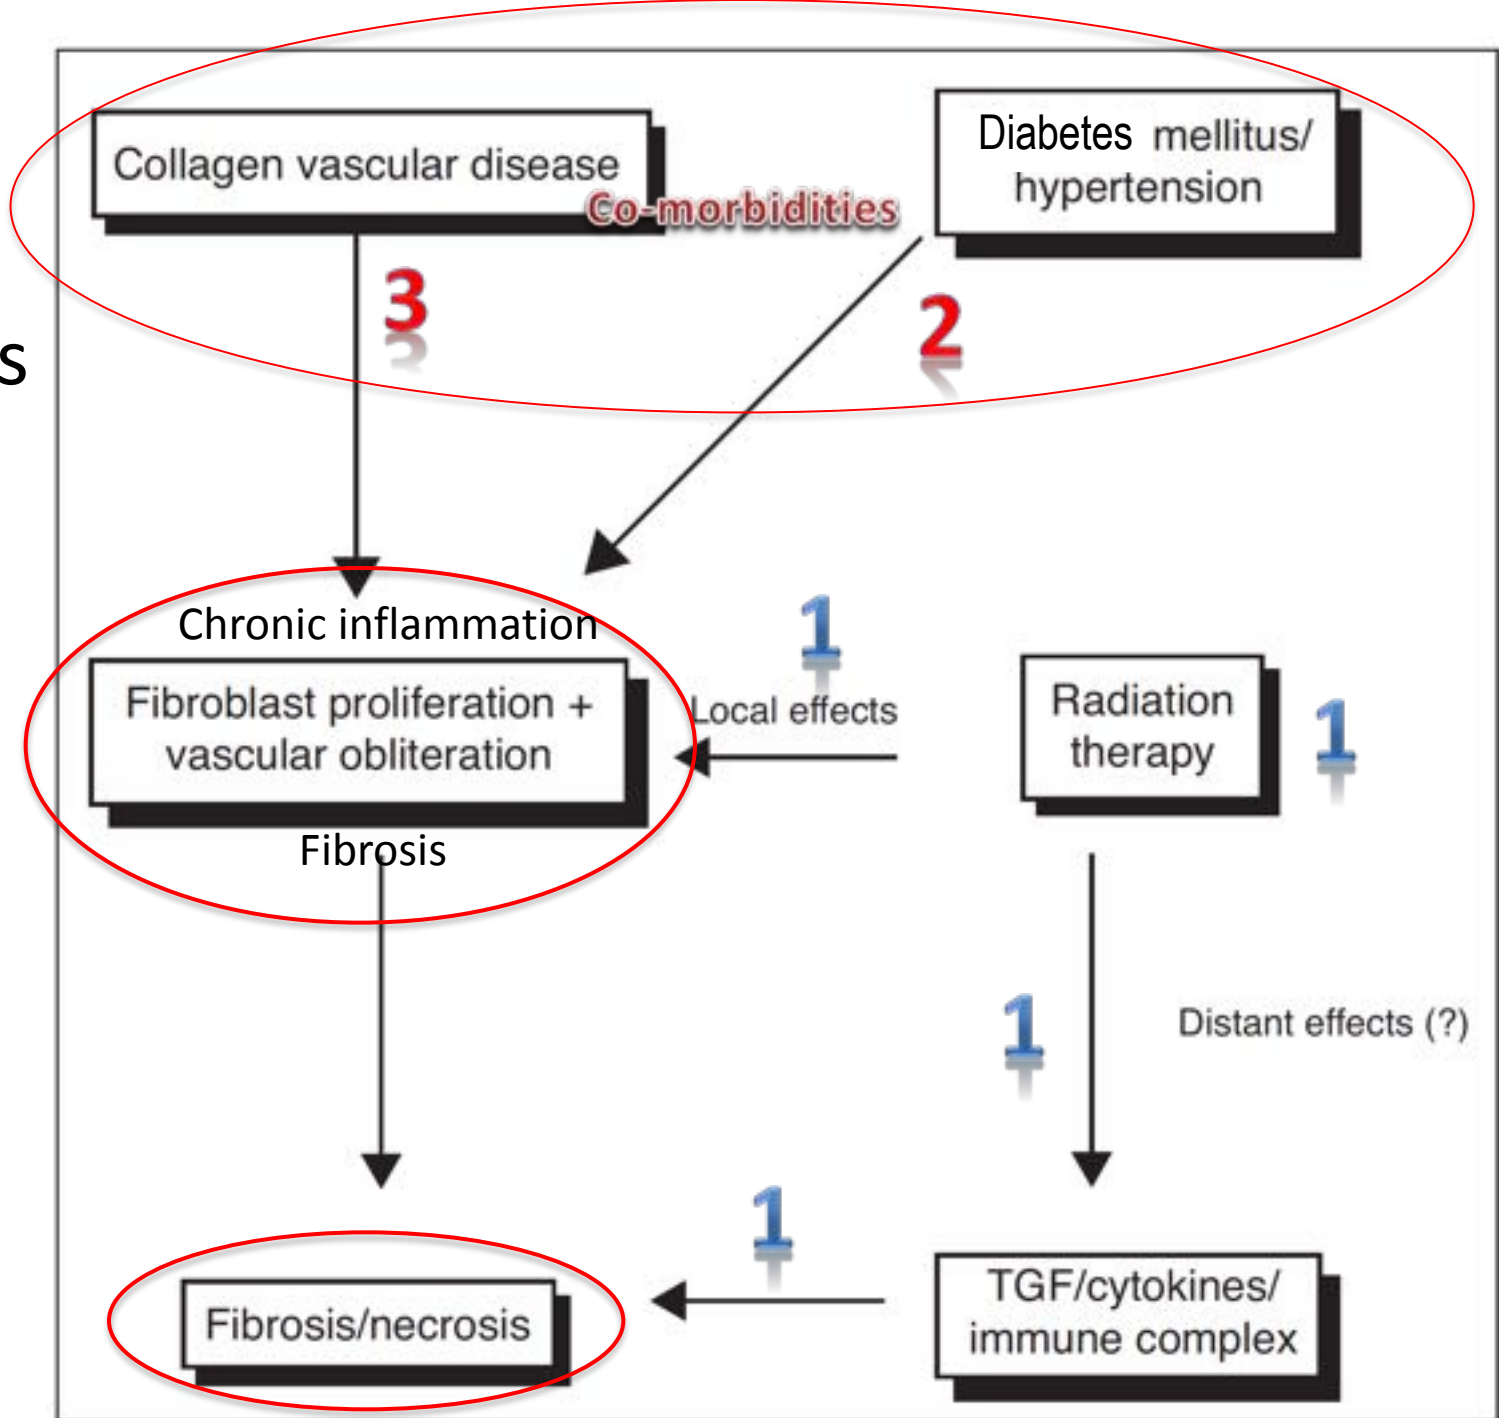 Collagen vascular disease
Diabetes mellitus/
hypertension
Co-morbidities
3
2
s
Chronic inflammation
1
Fibroblast proliferation +
vascular obliteration
Local effects
Radiation
therapy
1
Fibrosis
1
Distant effects (?)
1
Fibrosis/necrosis
TGF/cytokines/
immune complex